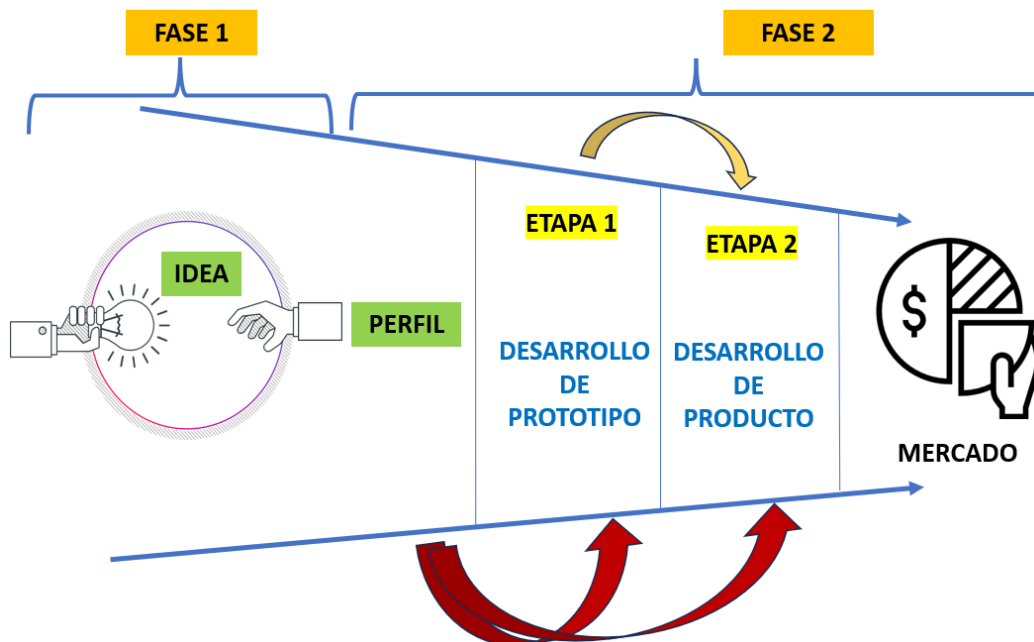 FASE 1
FASE 2
IDEA
PERFIL
ETAPA 1
DESARROLLO
DE
PROTOTIPO
ETAPA 2
DESARROLLO
DE
PRODUCTO
$
MERCADO